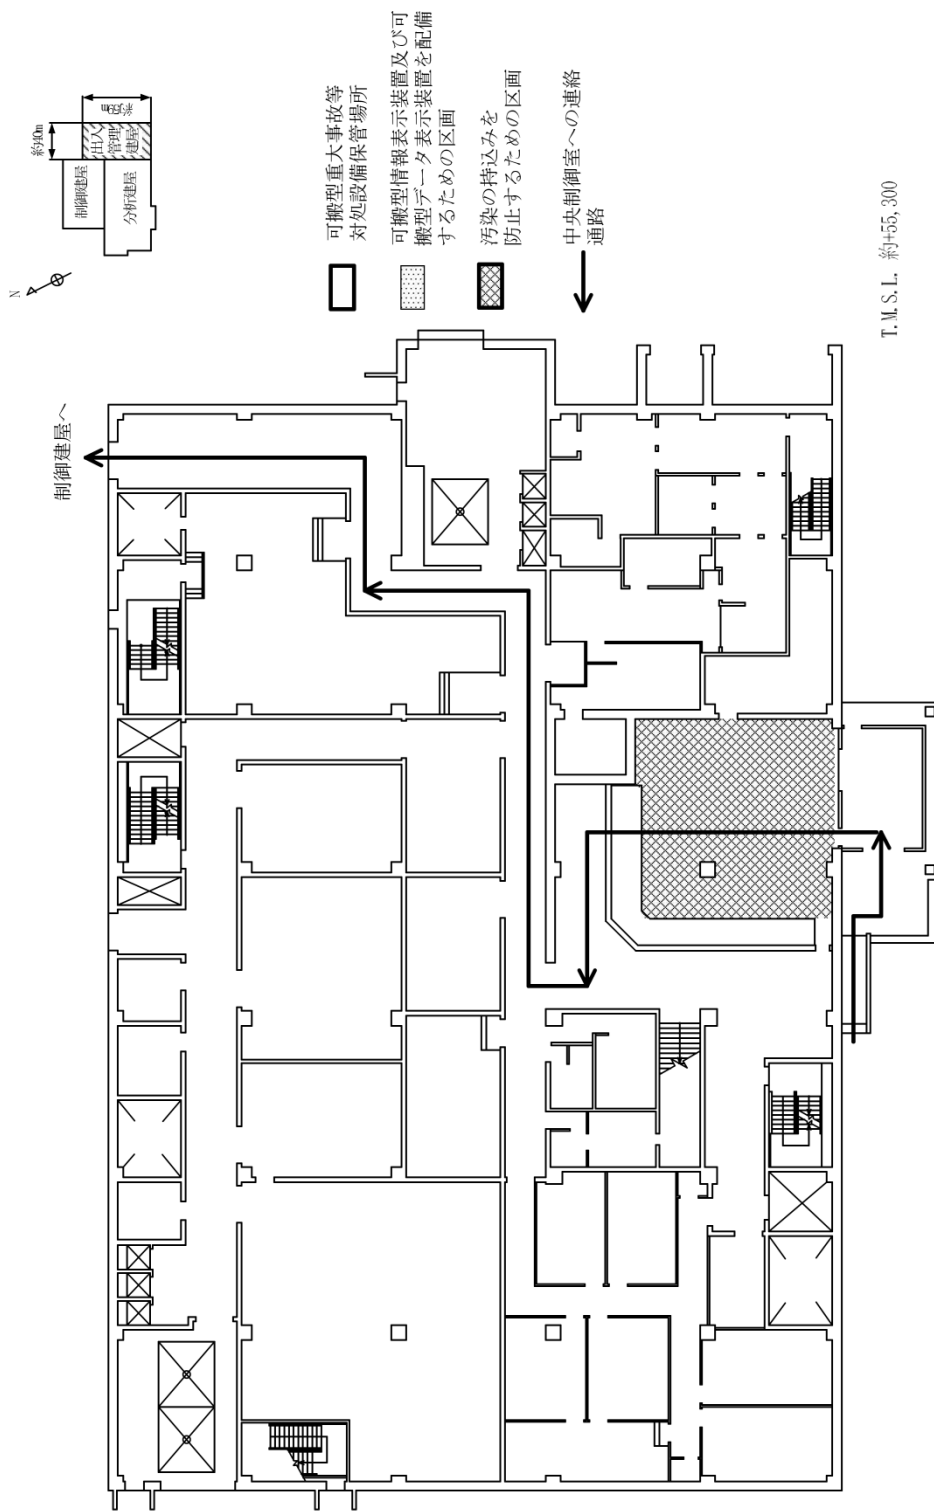 N
約40m
約59m
制御建屋
出入
管理
建屋
分析建屋
可搬型重大事故等
対処設備保管場所
可搬型情報表示装置及び可
搬型データ表示装置を配備
するための区画
汚染の持込みを
防止するための区画
中央制御室への連絡
通路
T.M.S.L. 約+55,300
制御建屋へ